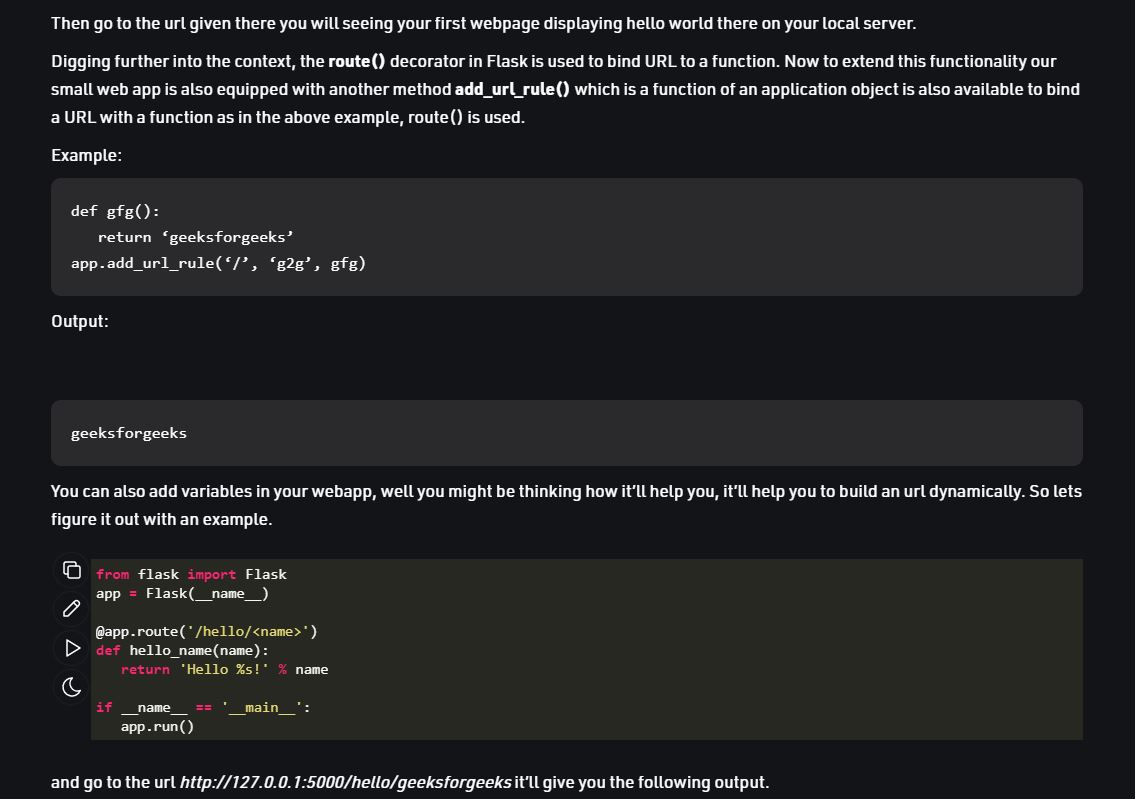 Then go to the url given there you will seeing your first webpage displaying hello world there on your local server.
Digging further into the context, the route() decorator in Flask is used to bind URL to a function. Now to extend this functionality our
small web app is also equipped with another method add_url_rule() which is a function of an application object is also available to bind
a URL with a function as in the above example, route() is used.
Example:
def gfg():
   return ‘geeksforgeeks’
app.add_url_rule(‘/’, ‘g2g’, gfg)
Output:
geeksforgeeks
You can also add variables in your webapp, well you might be thinking how it’ll help you, it’ll help you to build an url dynamically. So lets
figure it out with an example.
from flask import Flask
app = Flask(__name__)
@app.route('/hello/<name>')
def hello_name(name):
   return 'Hello %s!' % name
if __name__ == '__main__':
   app.run()
and go to the url http://127.0.0.1:5000/hello/geeksforgeeks it’ll give you the following output.